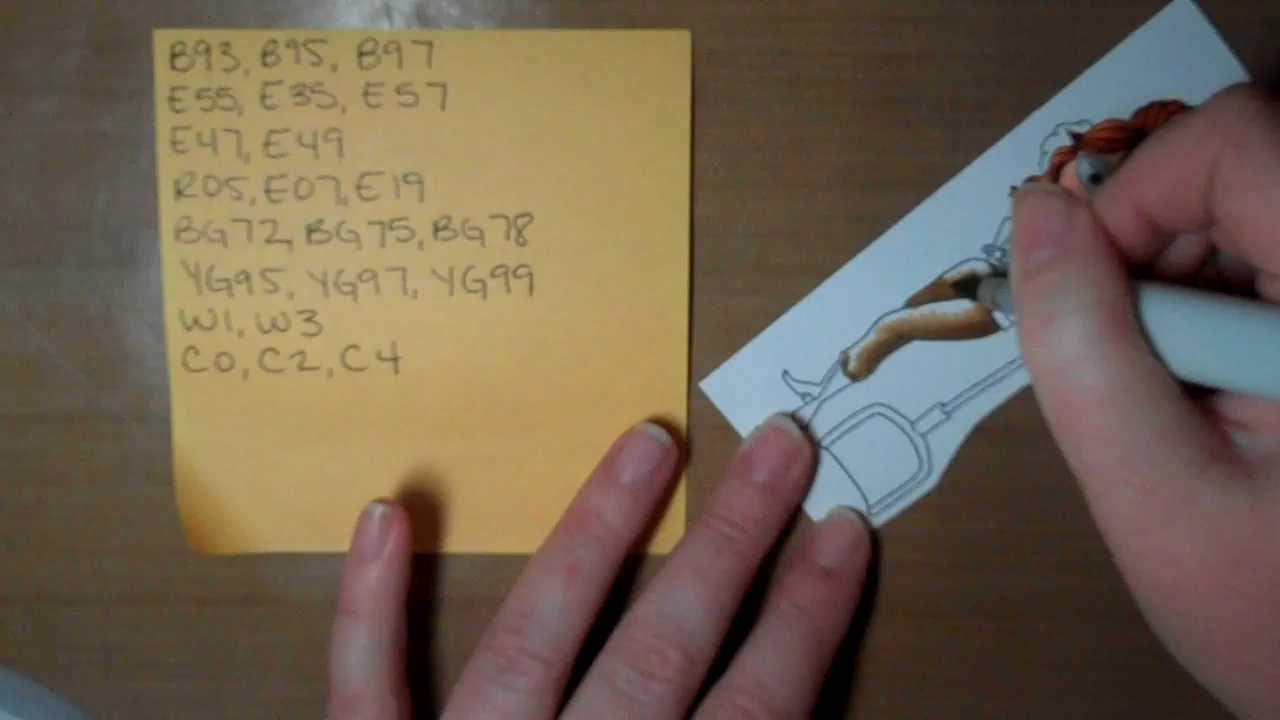 B93, B95, B97
E55, E35, E57
E47, E49
R05, E07, E19
BG72, BG75, BG78
YG95, YG97, YG99
W1, W3
C0, C2, C4